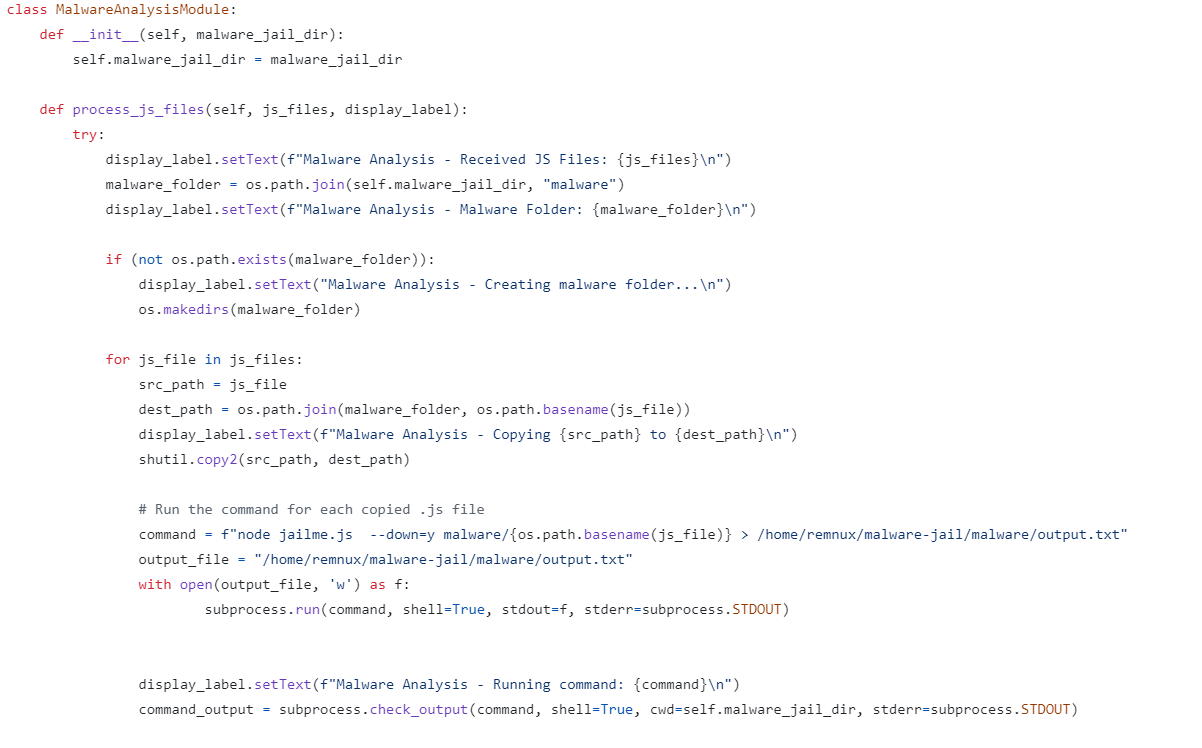 class MalwareAnalysisModule:
    def __init__(self, malware_jail_dir):
        self.malware_jail_dir = malware_jail_dir

    def process_js_files(self, js_files, display_label):
        try:
            display_label.setText(f"Malware Analysis - Received JS Files: {js_files}\n")
            malware_folder = os.path.join(self.malware_jail_dir, "malware")
            display_label.setText(f"Malware Analysis - Malware Folder: {malware_folder}\n")

            if (not os.path.exists(malware_folder)):
                display_label.setText("Malware Analysis - Creating malware folder...\n")
                os.makedirs(malware_folder)

            for js_file in js_files:
                src_path = js_file
                dest_path = os.path.join(malware_folder, os.path.basename(js_file))
                display_label.setText(f"Malware Analysis - Copying {src_path} to {dest_path}\n")
                shutil.copy2(src_path, dest_path)

                # Run the command for each copied .js file
                command = f"node jailme.js  --down=y malware/{os.path.basename(js_file)} > /home/remnux/malware-jail/malware/output.txt"
                output_file = "/home/remnux/malware-jail/malware/output.txt"
                with open(output_file, 'w') as f:
                        subprocess.run(command, shell=True, stdout=f, stderr=subprocess.STDOUT)


                display_label.setText(f"Malware Analysis - Running command: {command}\n")
                command_output = subprocess.check_output(command, shell=True, cwd=self.malware_jail_dir, stderr=subprocess.STDOUT)